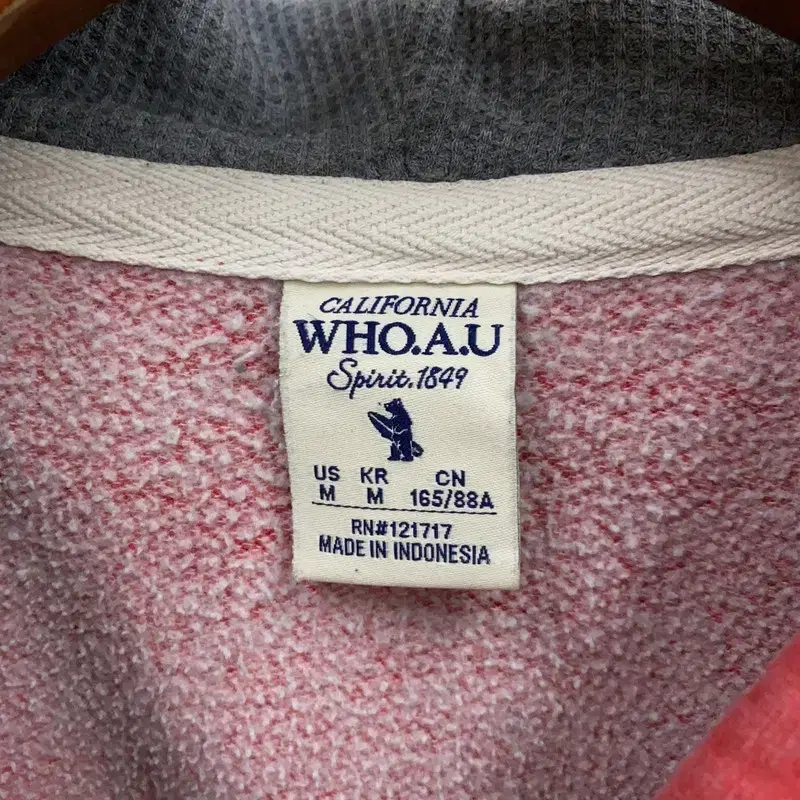 CALIFORNIA
WHO.A.U
Spirit.1849
US KR CN
M M 165/88A
RN#121717
MADE IN INDONESIA